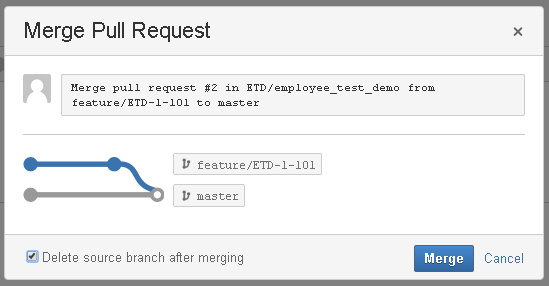 Merge Pull Request
Merge pull request #2 in ETD/employee_test_demo from
feature/ETD-1-101 to master
feature/ETD-1-101
master
Delete source branch after merging
Merge Cancel